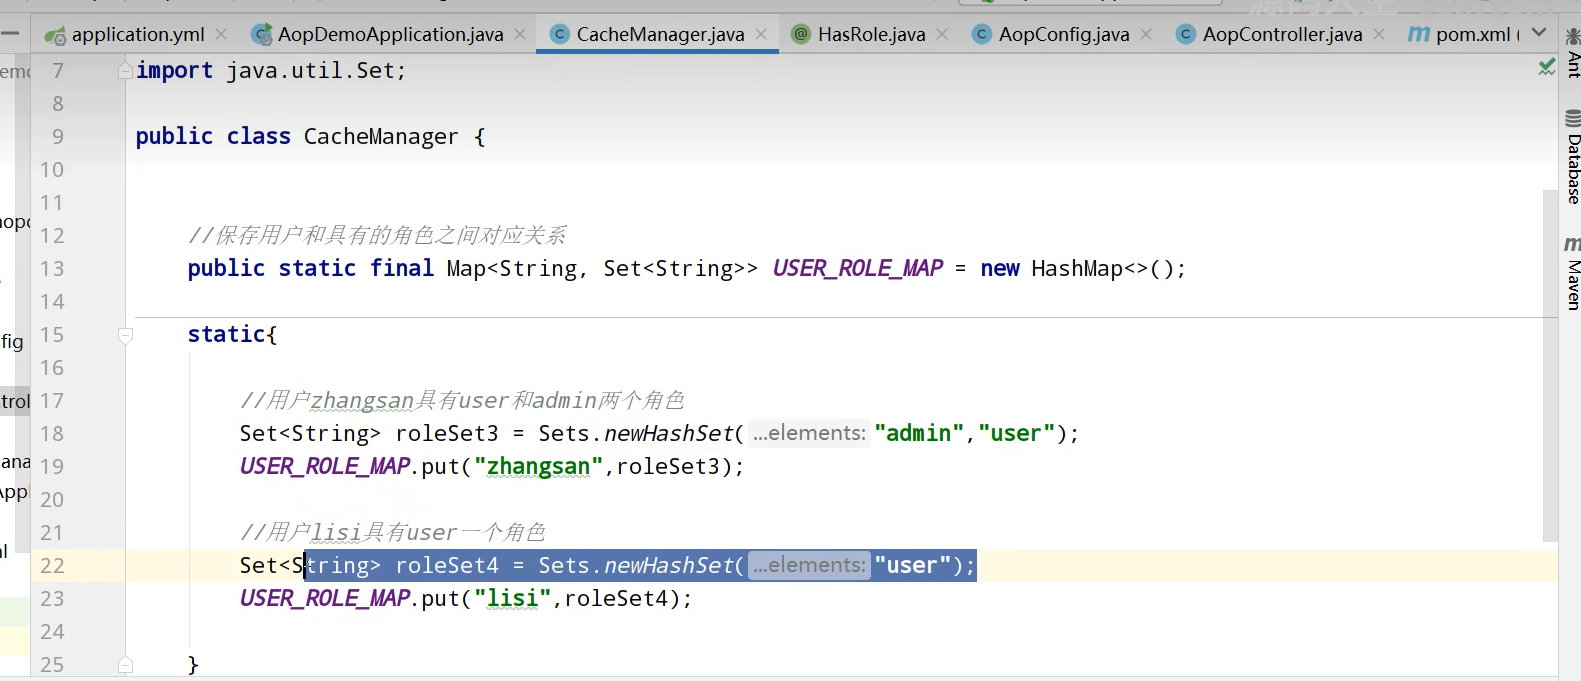 application.yml AopDemoApplication.java CacheManager.java HasRole.java AopConfig.java AopController.java pom.xml (
7 import java.util.Set;
8
9 public class CacheManager {
10
11
12 //保存用户和具有的角色之间对应关系
13 public static final Map<String, Set<String>> USER_ROLE_MAP = new HashMap<>();
14
15 static{
16
17 //用户zhangsan具有user和admin两个角色
18 Set<String> roleSet3 = Sets.newHashSet( ...elements: "admin","user");
19 USER_ROLE_MAP.put("zhangsan",roleSet3);
20
21 //用户lisi具有user一个角色
22 Set<String> roleSet4 = Sets.newHashSet( ...elements: "user");
23 USER_ROLE_MAP.put("lisi",roleSet4);
24
25 }
Ant
Database
Maven